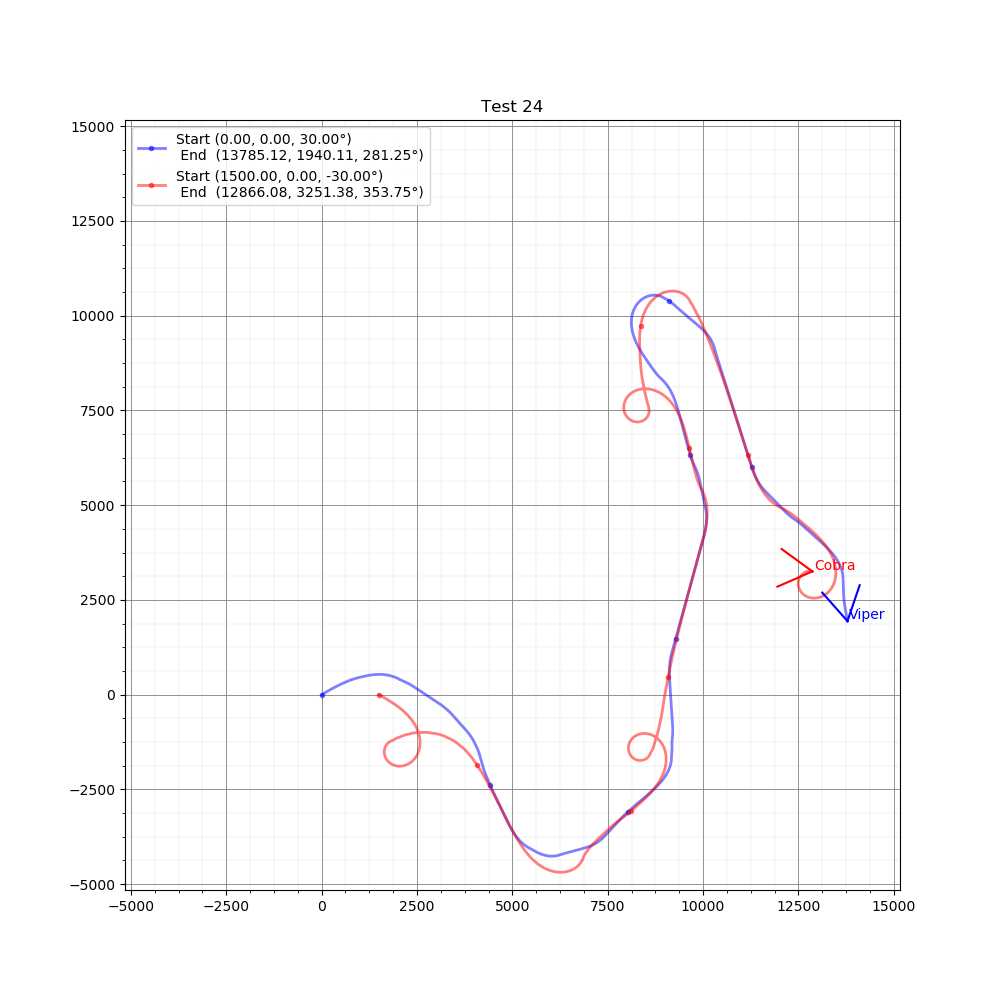 Test 24
Start (0.00, 0.00, 30.00°)
End  (13785.12, 1940.11, 281.25°)
Start (1500.00, 0.00, -30.00°)
End  (12866.08, 3251.38, 353.75°)
15000
12500
10000
7500
5000
2500
0
−2500
−5000
Cobra
Viper
−5000 −2500 0 2500 5000 7500 10000 12500 15000